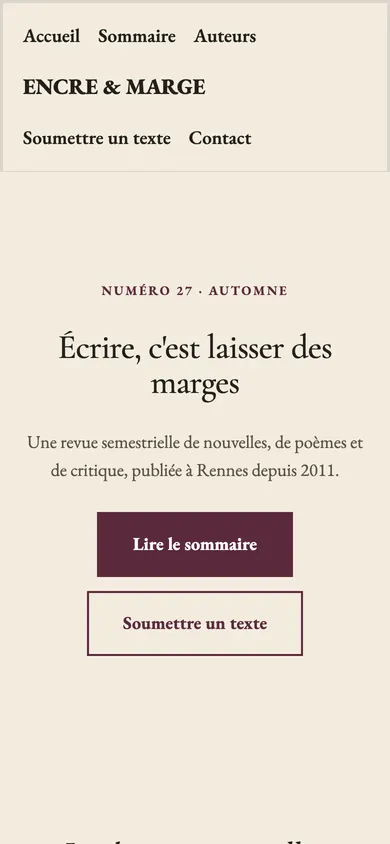 Accueil Sommaire Auteurs
ENCRE & MARGE
Soumettre un texte Contact
NUMÉRO 27 · AUTOMNE
Écrire, c'est laisser des
marges
Une revue semestrielle de nouvelles, de poèmes et
de critique, publiée à Rennes depuis 2011.
Lire le sommaire
Soumettre un texte